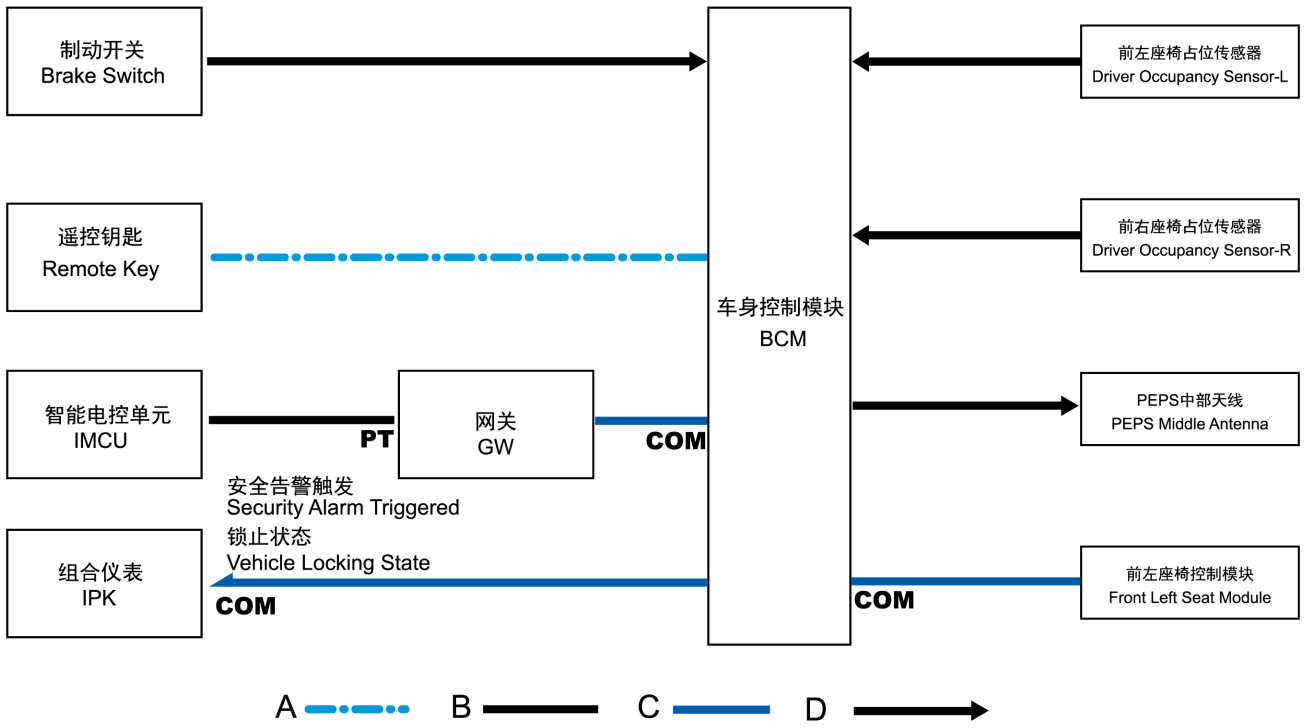 制动开关
Brake Switch
前左座椅占位传感器
Driver Occupancy Sensor-L
遥控钥匙
Remote Key
前右座椅占位传感器
Driver Occupancy Sensor-R
车身控制模块
BCM
智能电控单元
IMCU
PT
网关
GW
COM
PEPS中部天线
PEPS Middle Antenna
安全告警触发
Security Alarm Triggered
锁止状态
Vehicle Locking State
组合仪表
IPK
COM
COM
前左座椅控制模块
Front Left Seat Module
A
B
C
D